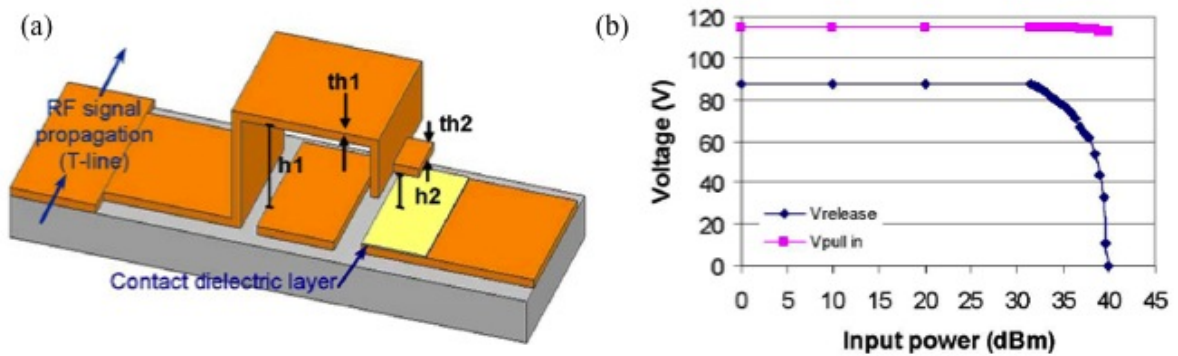 (a)
RF signal
propagation
(T-line)
th1
th2
h1
h2
Contact dielectric layer
(b)
Voltage (V)
120
100
80
60
40
20
0
Vrelease
Vpull in
0 5 10 15 20 25 30 35 40 45
Input power (dBm)